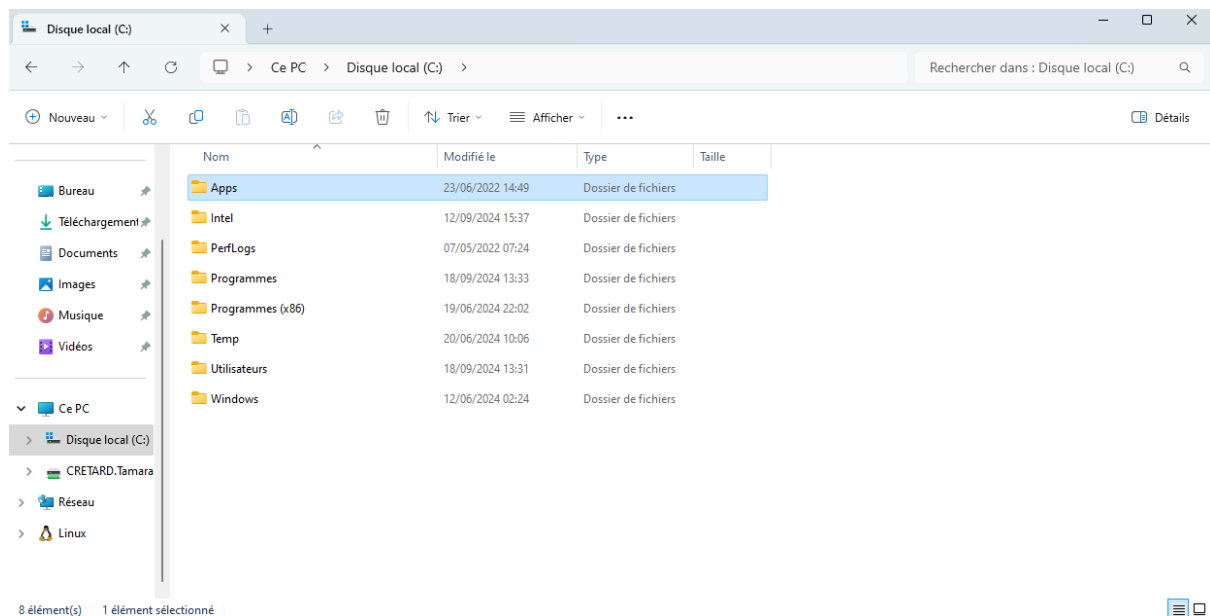 Disque local (C:)
Ce PC > Disque local (C:) >
Rechercher dans : Disque local (C:)
Nouveau
Trier
Afficher
Détails
Nom Modifié le Type Taille
Bureau
Téléchargement
Documents
Images
Musique
Vidéos
Ce PC
Disque local (C:)
CRETARD.Tamara
Réseau
Linux
Apps 23/06/2022 14:49 Dossier de fichiers
Intel 12/09/2024 15:37 Dossier de fichiers
PerfLogs 07/05/2022 07:24 Dossier de fichiers
Programmes 18/09/2024 13:33 Dossier de fichiers
Programmes (x86) 19/06/2024 22:02 Dossier de fichiers
Temp 20/06/2024 10:06 Dossier de fichiers
Utilisateurs 18/09/2024 13:31 Dossier de fichiers
Windows 12/06/2024 02:24 Dossier de fichiers
8 élément(s) 1 élément sélectionné